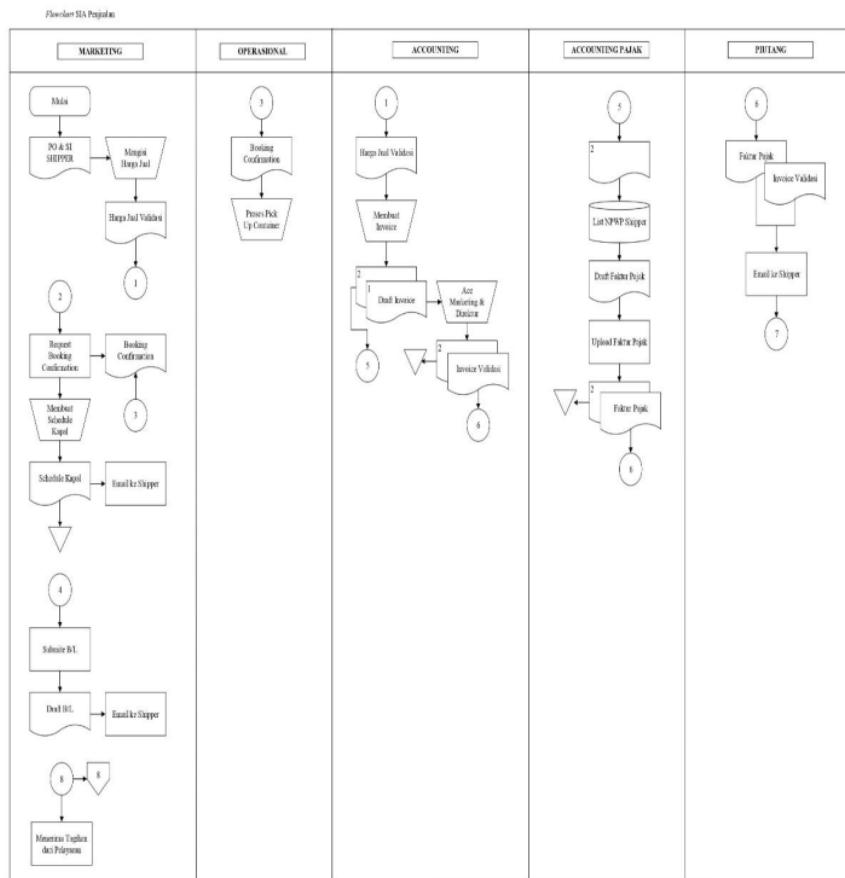 Flowchart SIA Penjualan
MARKETING
OPERASIONAL
ACCOUNTING
ACCOUNTING PAJAK
PIUTANG
Mulai
PO & SI
SHIPPER
Mengisi
Harga Jual
Harga Jual Validasi
1
2
Request
Booking
Confirmation
Booking
Confirmation
3
Membuat
Schedule
Kapal
Schedule Kapal
Email ke Shipper
4
Submite B/L
Draft B/L
Email ke Shipper
8
8
Menerima Tagihan
dari Pelayaran
3
Booking
Confirmation
Proses Pick
Up Container
1
Harga Jual Validasi
Membuat
Invoice
2
1
Draft Invoice
Acc
Marketing &
Direktur
5
2
Invoice Validasi
6
5
2
List NPWP Shipper
Draft Faktur Pajak
Upload Faktur Pajak
2
Faktur Pajak
6
6
Faktur Pajak
Invoice Validasi
Email ke Shipper
7